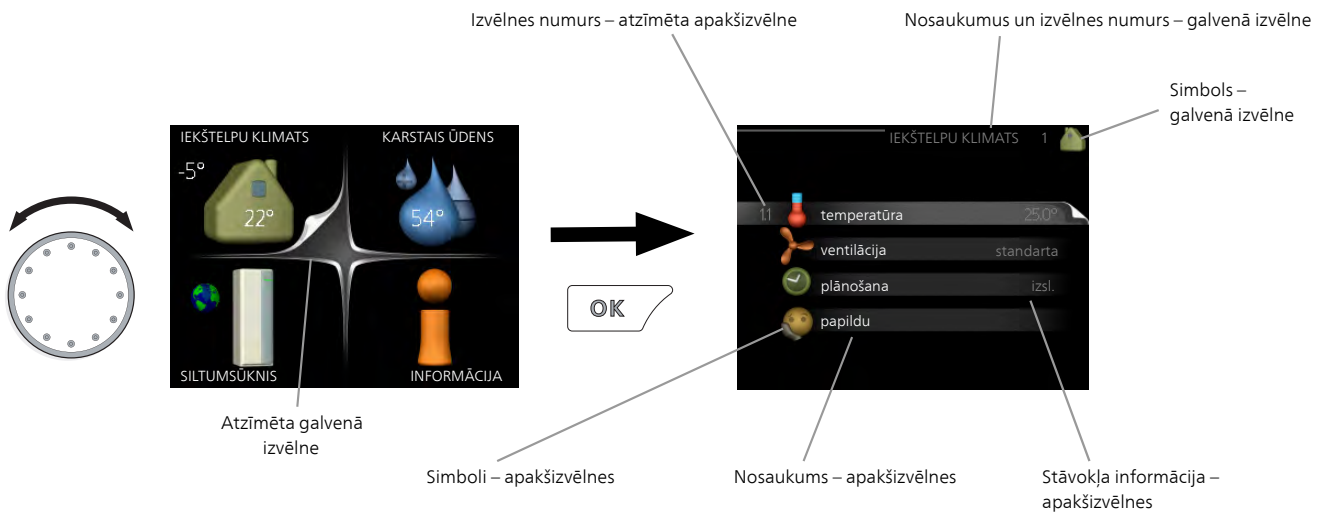 Izvēlnes numurs – atzīmēta apakšizvēlne
Nosaukumus un izvēlnes numurs – galvenā izvēlne
Simbols –
galvenā izvēlne
IEKŠTELPU KLIMATS
KARSTAIS ŪDENS
-5°
22°
54°
SILTUMSŪKNIS
INFORMĀCIJA
Atzīmēta galvenā
izvēlne
OK
IEKŠTELPU KLIMATS 1
1.1 temperatūra 25.0°
ventilācija standarta
plānošana izsl.
papildu
Simboli – apakšizvēlnes
Nosaukums – apakšizvēlnes
Stāvokļa informācija –
apakšizvēlnes